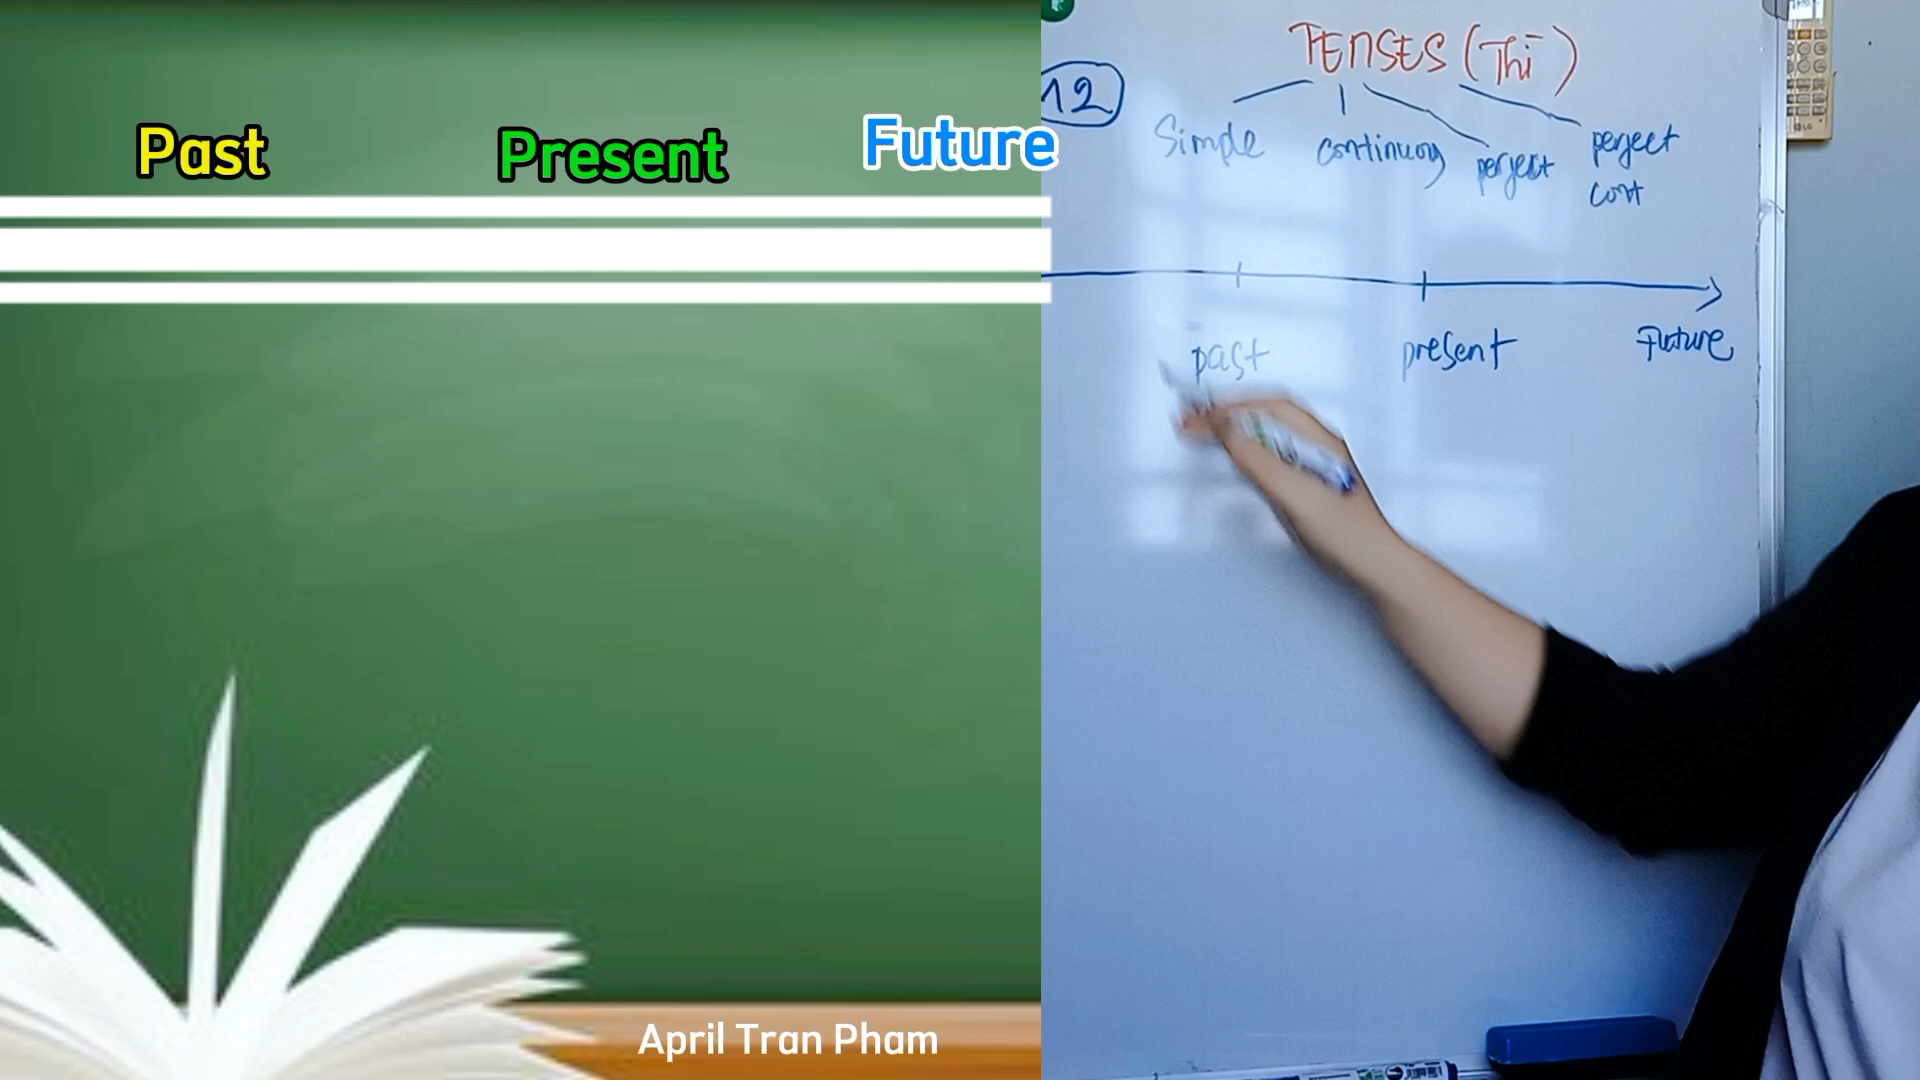 Past Present Future
April Tran Pham
TENSES (Thì)
12
Simple continuous perfect perfect cont
past present Future